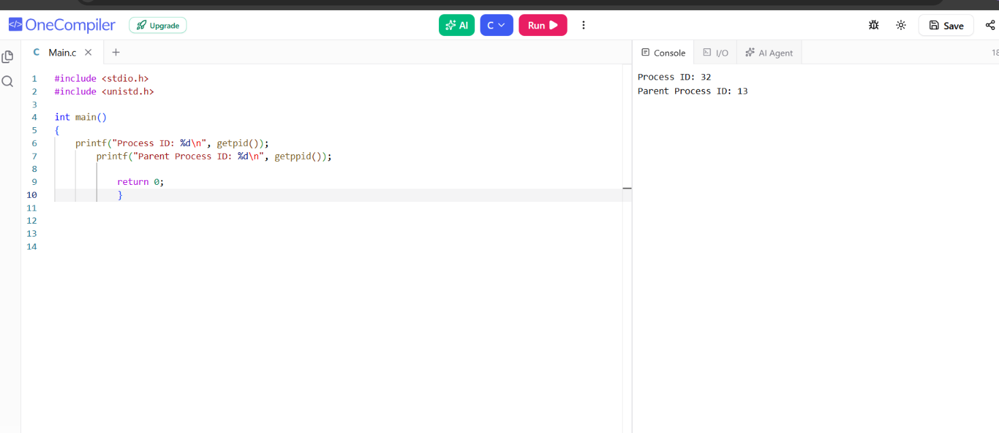 </> OneCompiler
Upgrade
AI
C
Run
Save
C Main.c
Console
I/O
AI Agent
18
1 #include <stdio.h>
2 #include <unistd.h>
3
4 int main()
5 {
6     printf("Process ID: %d\n", getpid());
7         printf("Parent Process ID: %d\n", getppid());
8
9             return 0;
10             }
11
12
13
14
Process ID: 32
Parent Process ID: 13